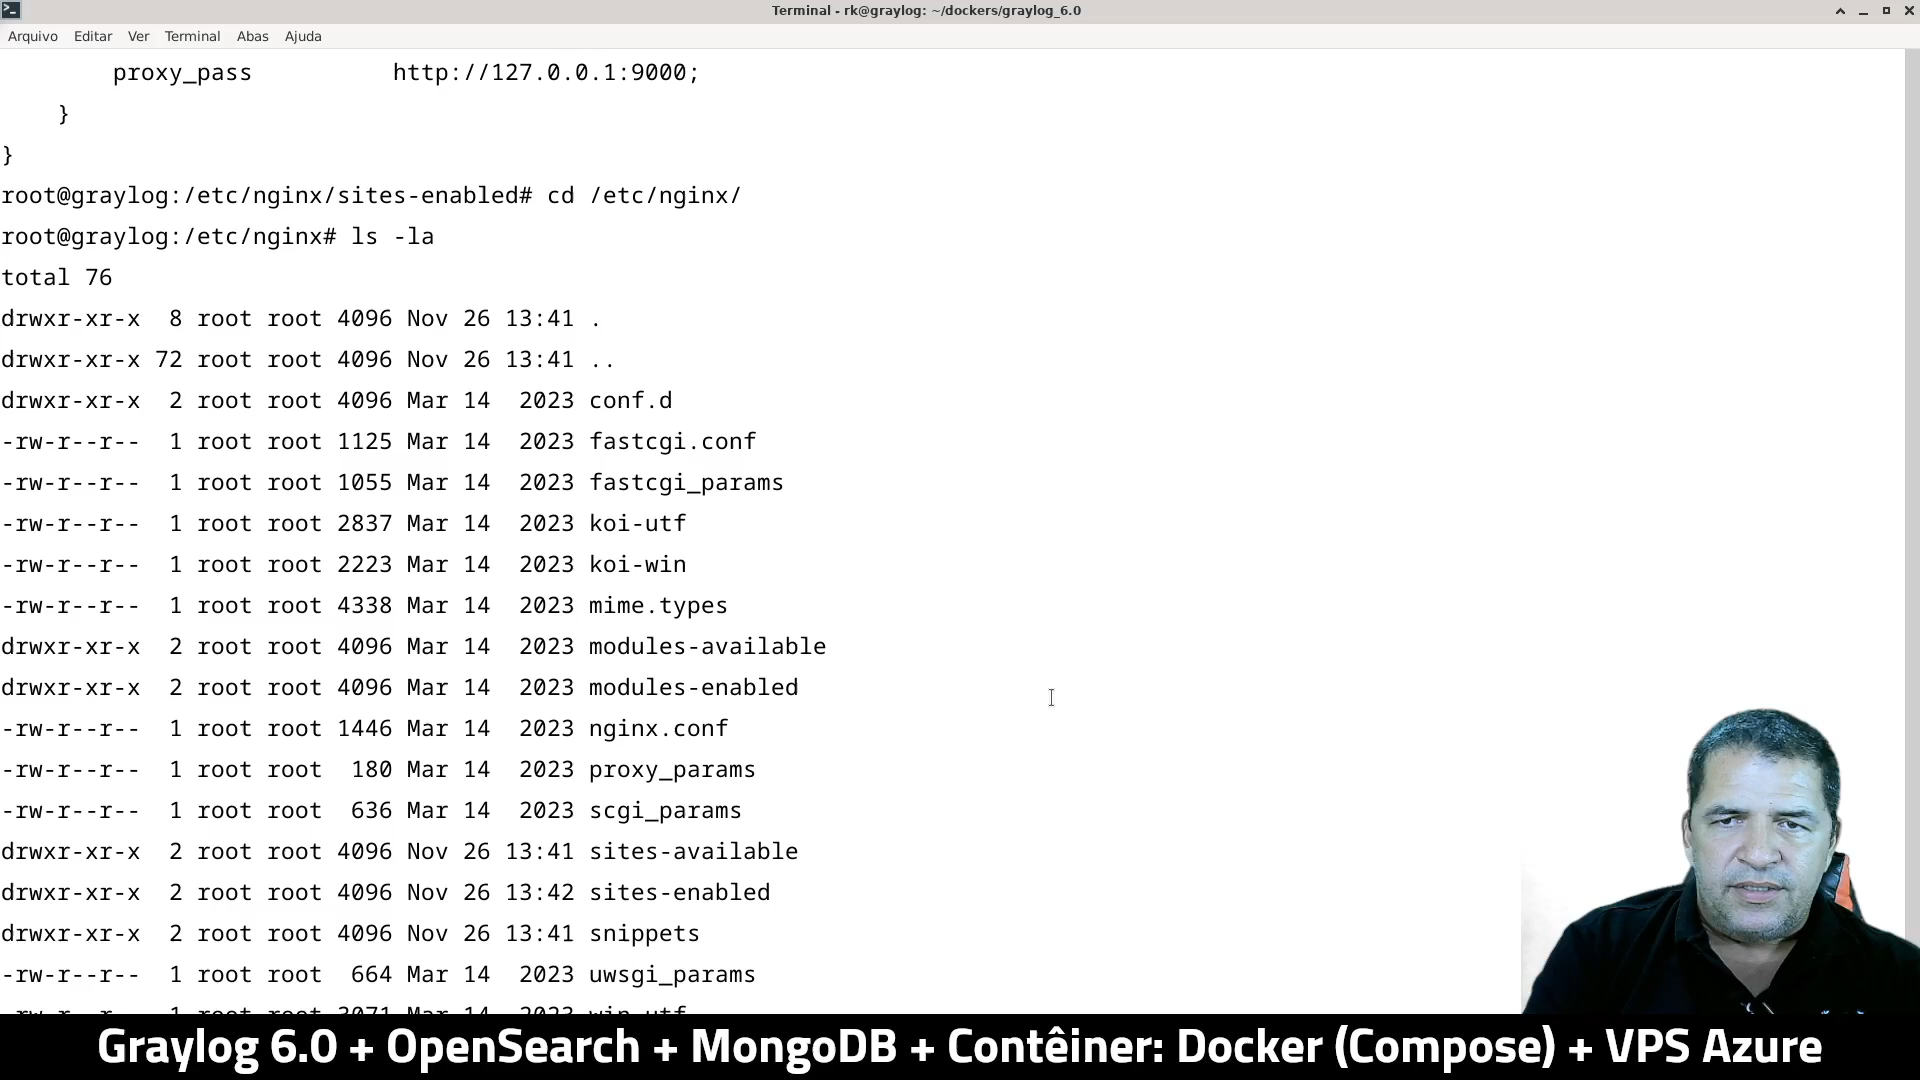 Terminal - rk@graylog: ~/dockers/graylog_6.0
Arquivo Editar Ver Terminal Abas Ajuda
proxy_pass http://127.0.0.1:9000;
}
}
root@graylog:/etc/nginx/sites-enabled# cd /etc/nginx/
root@graylog:/etc/nginx# ls -la
total 76
drwxr-xr-x 8 root root 4096 Nov 26 13:41 .
drwxr-xr-x 72 root root 4096 Nov 26 13:41 ..
drwxr-xr-x 2 root root 4096 Mar 14 2023 conf.d
-rw-r--r-- 1 root root 1125 Mar 14 2023 fastcgi.conf
-rw-r--r-- 1 root root 1055 Mar 14 2023 fastcgi_params
-rw-r--r-- 1 root root 2837 Mar 14 2023 koi-utf
-rw-r--r-- 1 root root 2223 Mar 14 2023 koi-win
-rw-r--r-- 1 root root 4338 Mar 14 2023 mime.types
drwxr-xr-x 2 root root 4096 Mar 14 2023 modules-available
drwxr-xr-x 2 root root 4096 Mar 14 2023 modules-enabled
-rw-r--r-- 1 root root 1446 Mar 14 2023 nginx.conf
-rw-r--r-- 1 root root 180 Mar 14 2023 proxy_params
-rw-r--r-- 1 root root 636 Mar 14 2023 scgi_params
drwxr-xr-x 2 root root 4096 Nov 26 13:41 sites-available
drwxr-xr-x 2 root root 4096 Nov 26 13:42 sites-enabled
drwxr-xr-x 2 root root 4096 Nov 26 13:41 snippets
-rw-r--r-- 1 root root 664 Mar 14 2023 uwsgi_params
-rw-r--r-- 1 root root 3071 Mar 14 2023 win-utf
Graylog 6.0 + OpenSearch + MongoDB + Contêiner: Docker (Compose) + VPS Azure